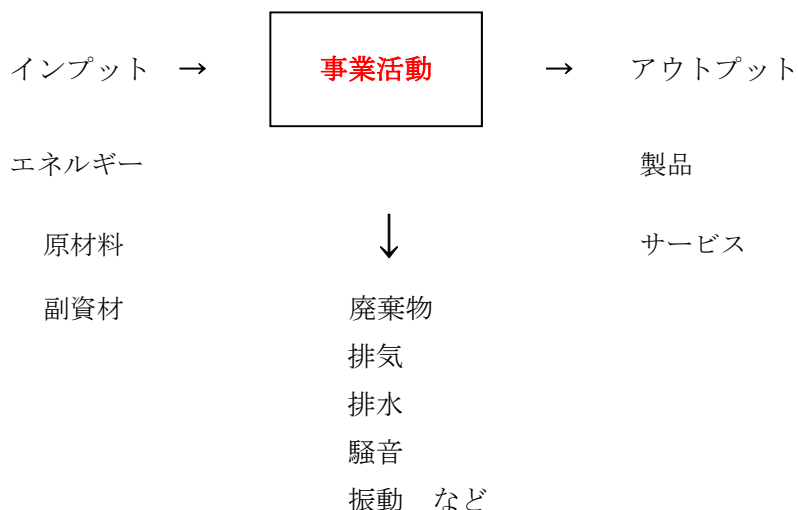 インプット → 事業活動 → アウトプット
エネルギー 製品
原材料 ↓ サービス
副資材 廃棄物
排気
排水
騒音
振動 など